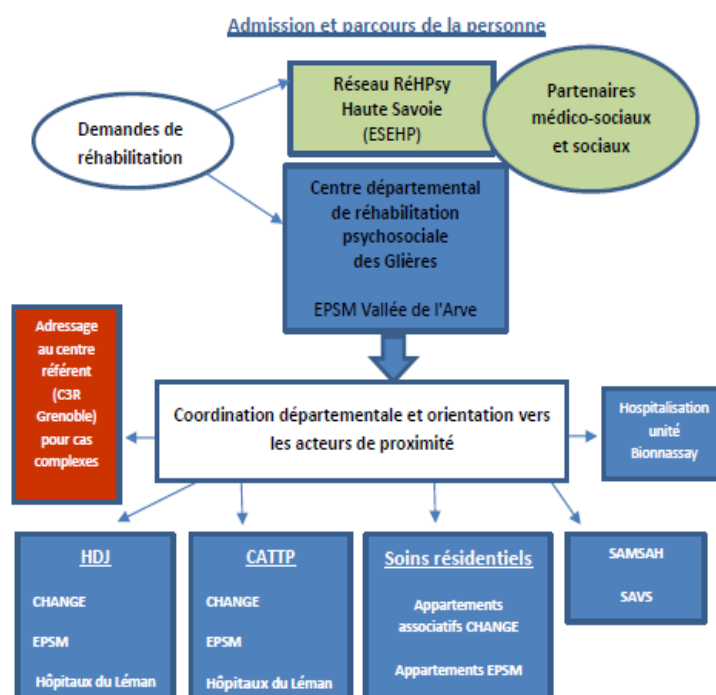 Admission et parcours de la personne
Demandes de
réhabilitation
Réseau RéHPsy
Haute Savoie
(ESEHP)
Partenaires
médico-sociaux
et sociaux
Centre départemental
de réhabilitation
psychosociale
des Glières
EPSM Vallée de l'Arve
Adressage
au centre
référent
(C3R
Grenoble)
pour cas
complexes
Coordination départementale et orientation vers
les acteurs de proximité
Hospitalisation
unité
Bionnassay
HDJ
CHANGE
EPSM
Hôpitaux du Léman
CATTP
CHANGE
EPSM
Hôpitaux du Léman
Soins résidentiels
Appartements
associatifs CHANGE
Appartements EPSM
SAMSAH
SAVS